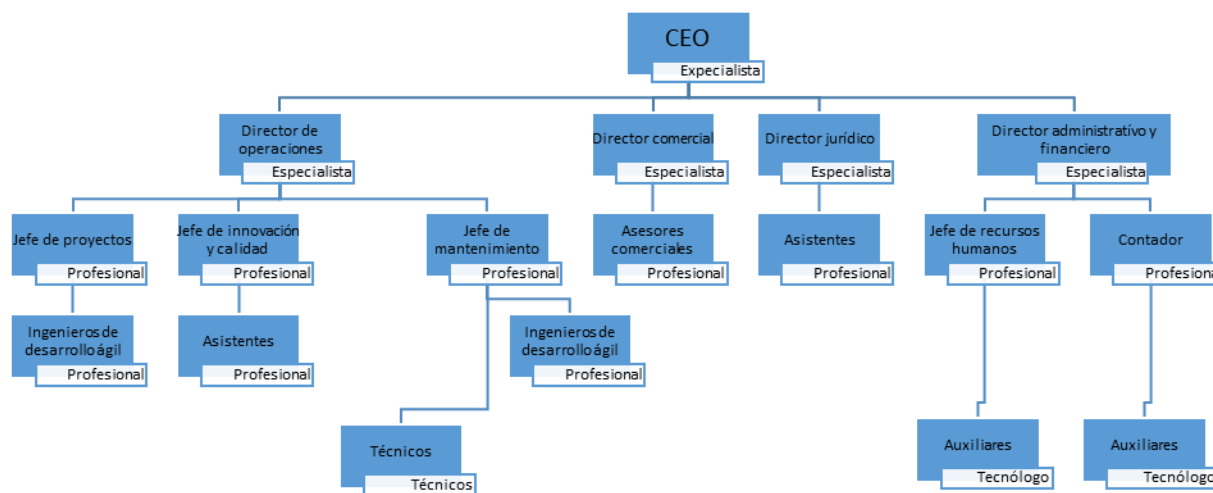 CEO
Expecialista
Director de
operaciones
Especialista
Director comercial
Especialista
Director jurídico
Especialista
Director administratívo y
financiero
Especialista
Jefe de proyectos
Profesional
Jefe de innovación
y calidad
Profesional
Jefe de
mantenimiento
Profesional
Asesores
comerciales
Profesional
Asistentes
Profesional
Jefe de recursos
humanos
Profesional
Contador
Profesiona
Ingenieros de
desarrollo ágil
Profesional
Asistentes
Profesional
Ingenieros de
desarrollo ágil
Profesional
Técnicos
Técnicos
Auxiliares
Tecnólogo
Auxiliares
Tecnólogo